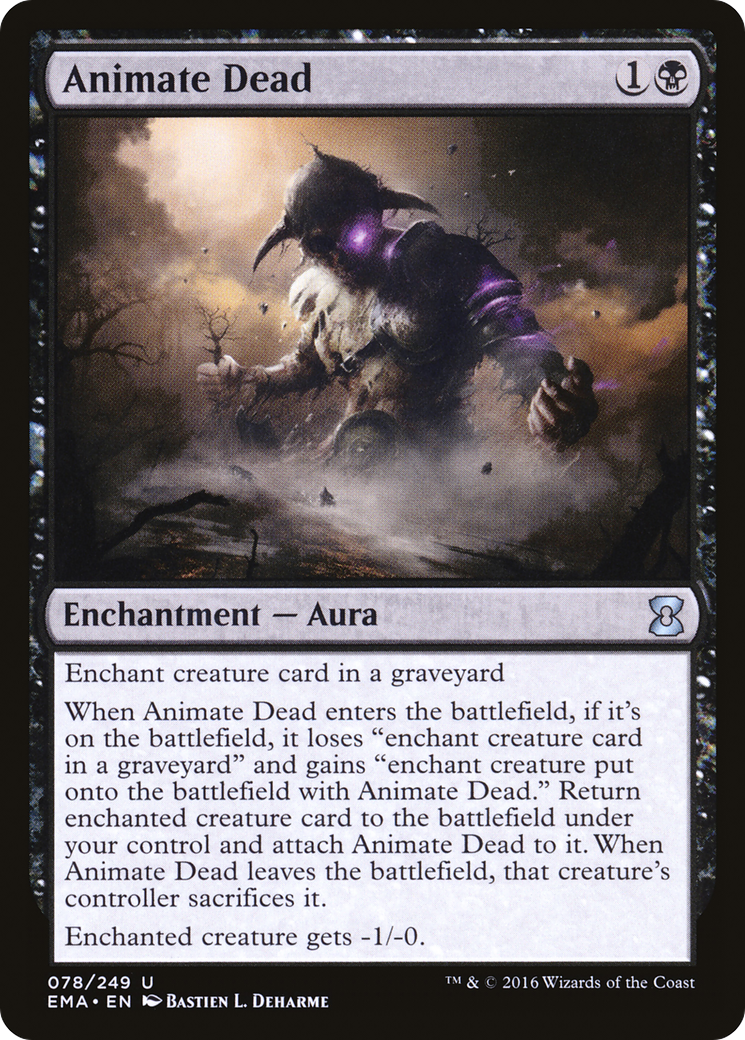 Animate Dead 1
Enchantment — Aura
Enchant creature card in a graveyard
When Animate Dead enters the battlefield, if it's
on the battlefield, it loses “enchant creature card
in a graveyard” and gains “enchant creature put
onto the battlefield with Animate Dead.” Return
enchanted creature card to the battlefield under
your control and attach Animate Dead to it. When
Animate Dead leaves the battlefield, that creature's
controller sacrifices it.
Enchanted creature gets -1/-0.
078/249 U
EMA • EN Bastien L. Deharme
™ & © 2016 Wizards of the Coast